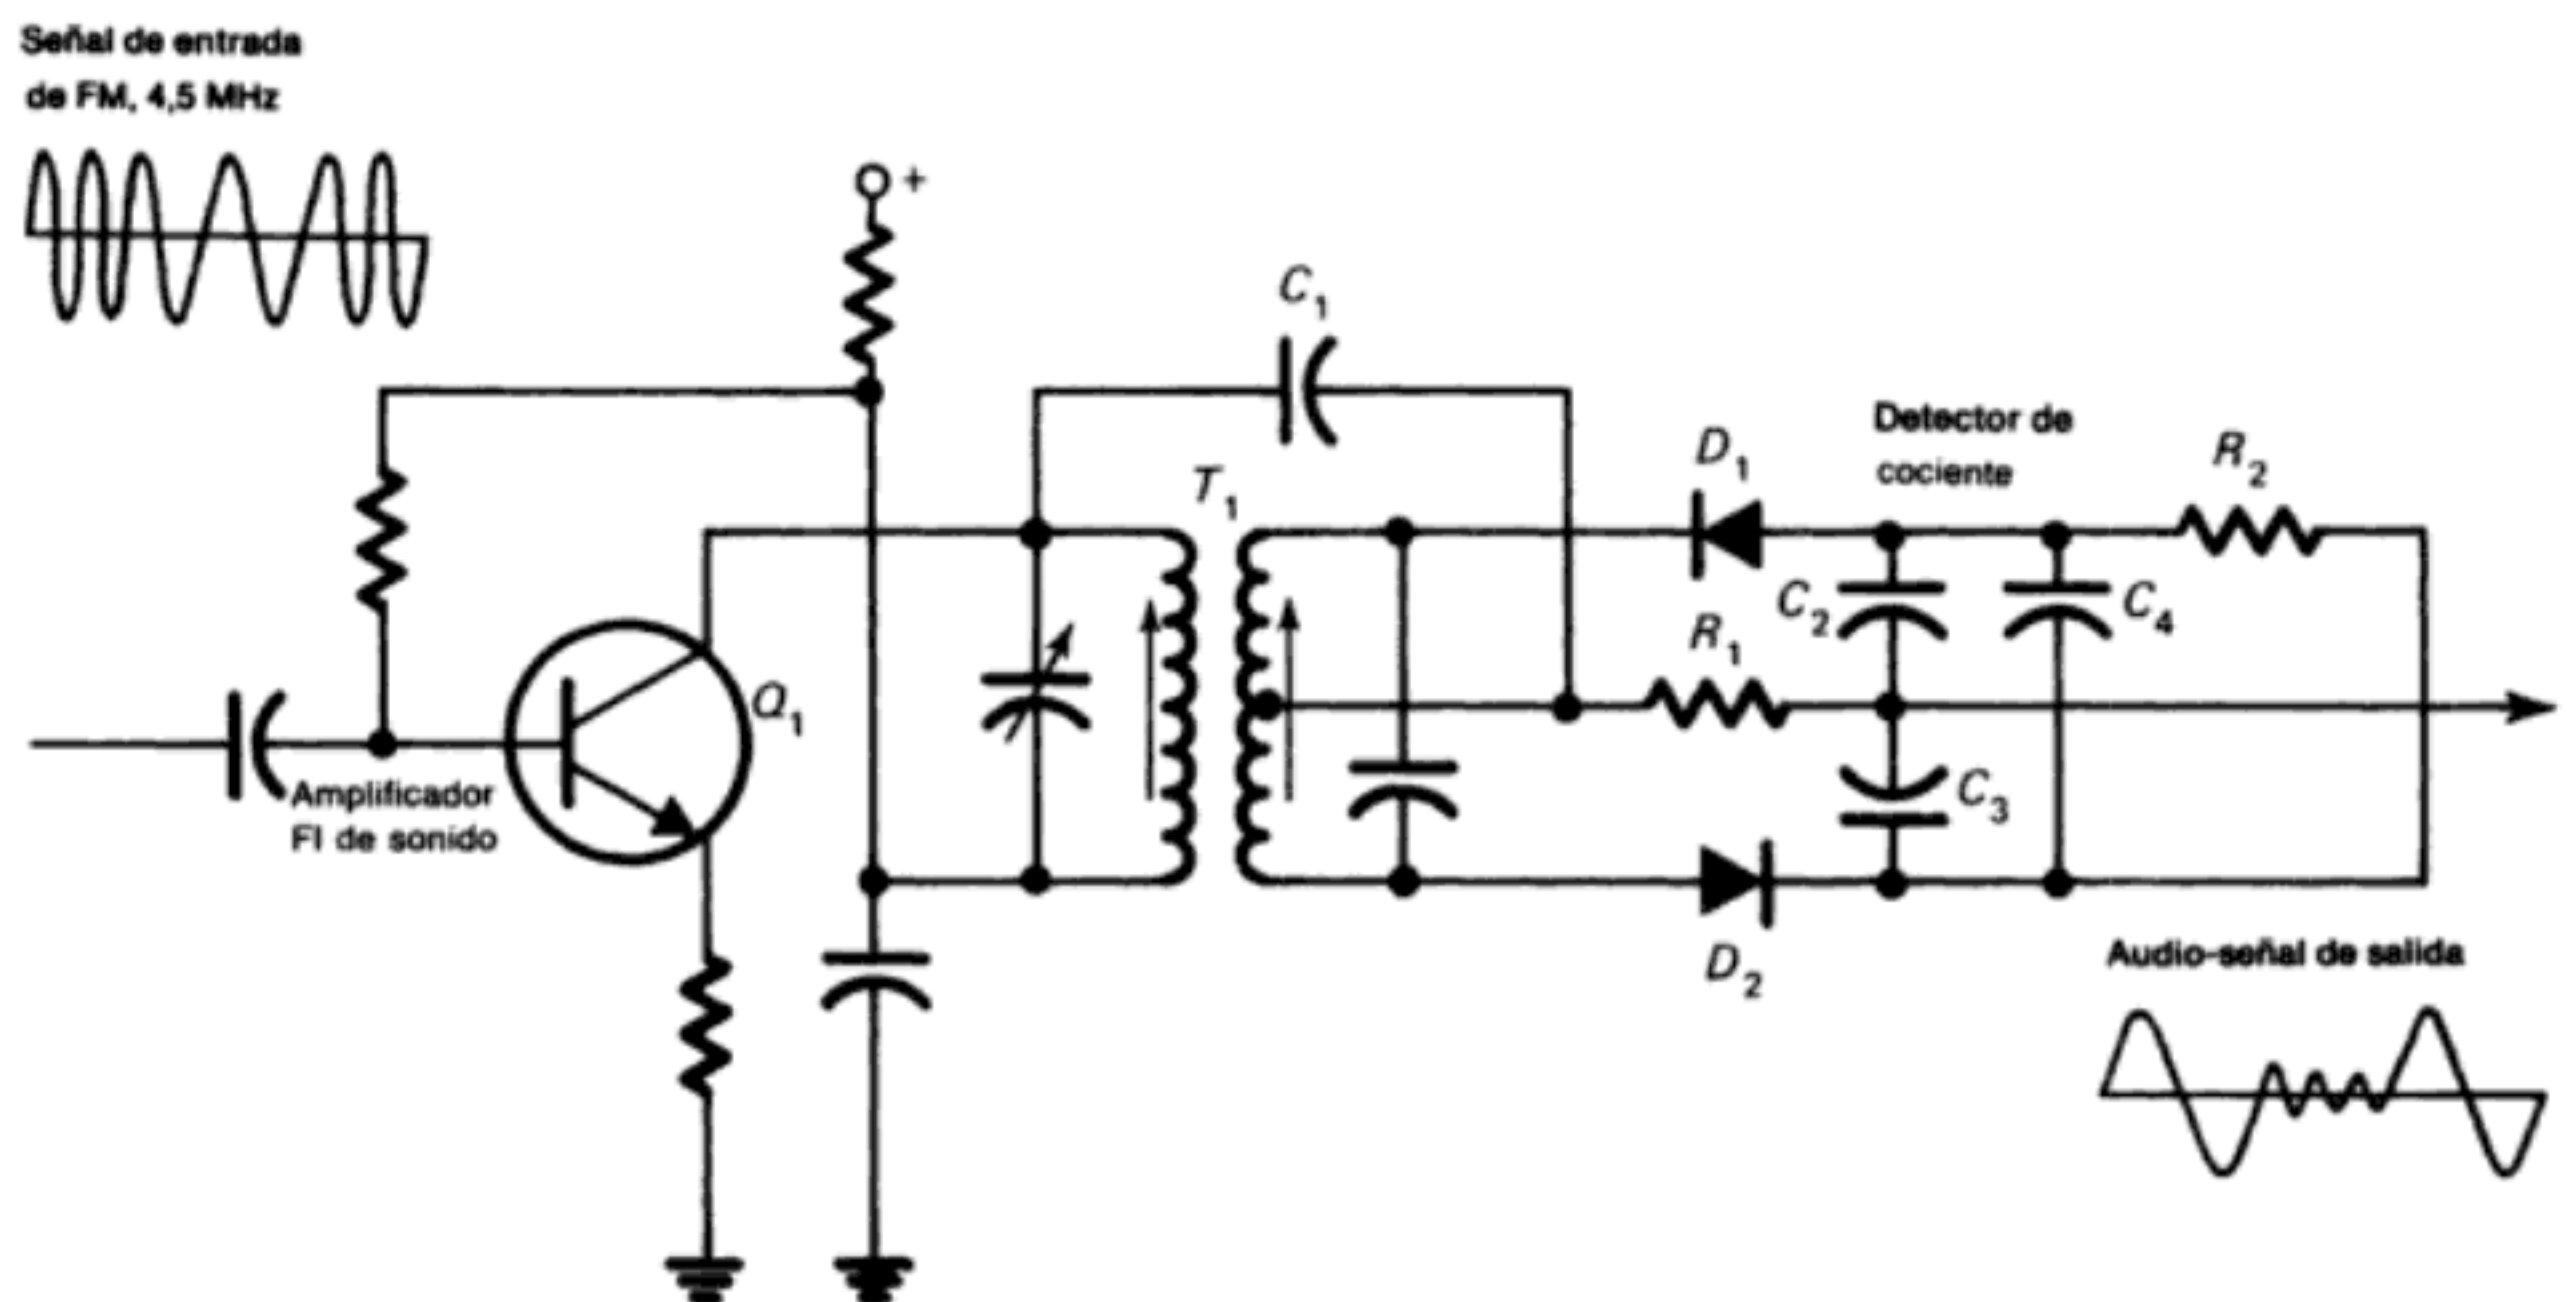 Señal de entrada
de FM, 4,5 MHz
+
C1
T1
D1
Detector de
cociente
R2
C2
C4
R1
Q1
Amplificador
FI de sonido
C3
D2
Audio-señal de salida